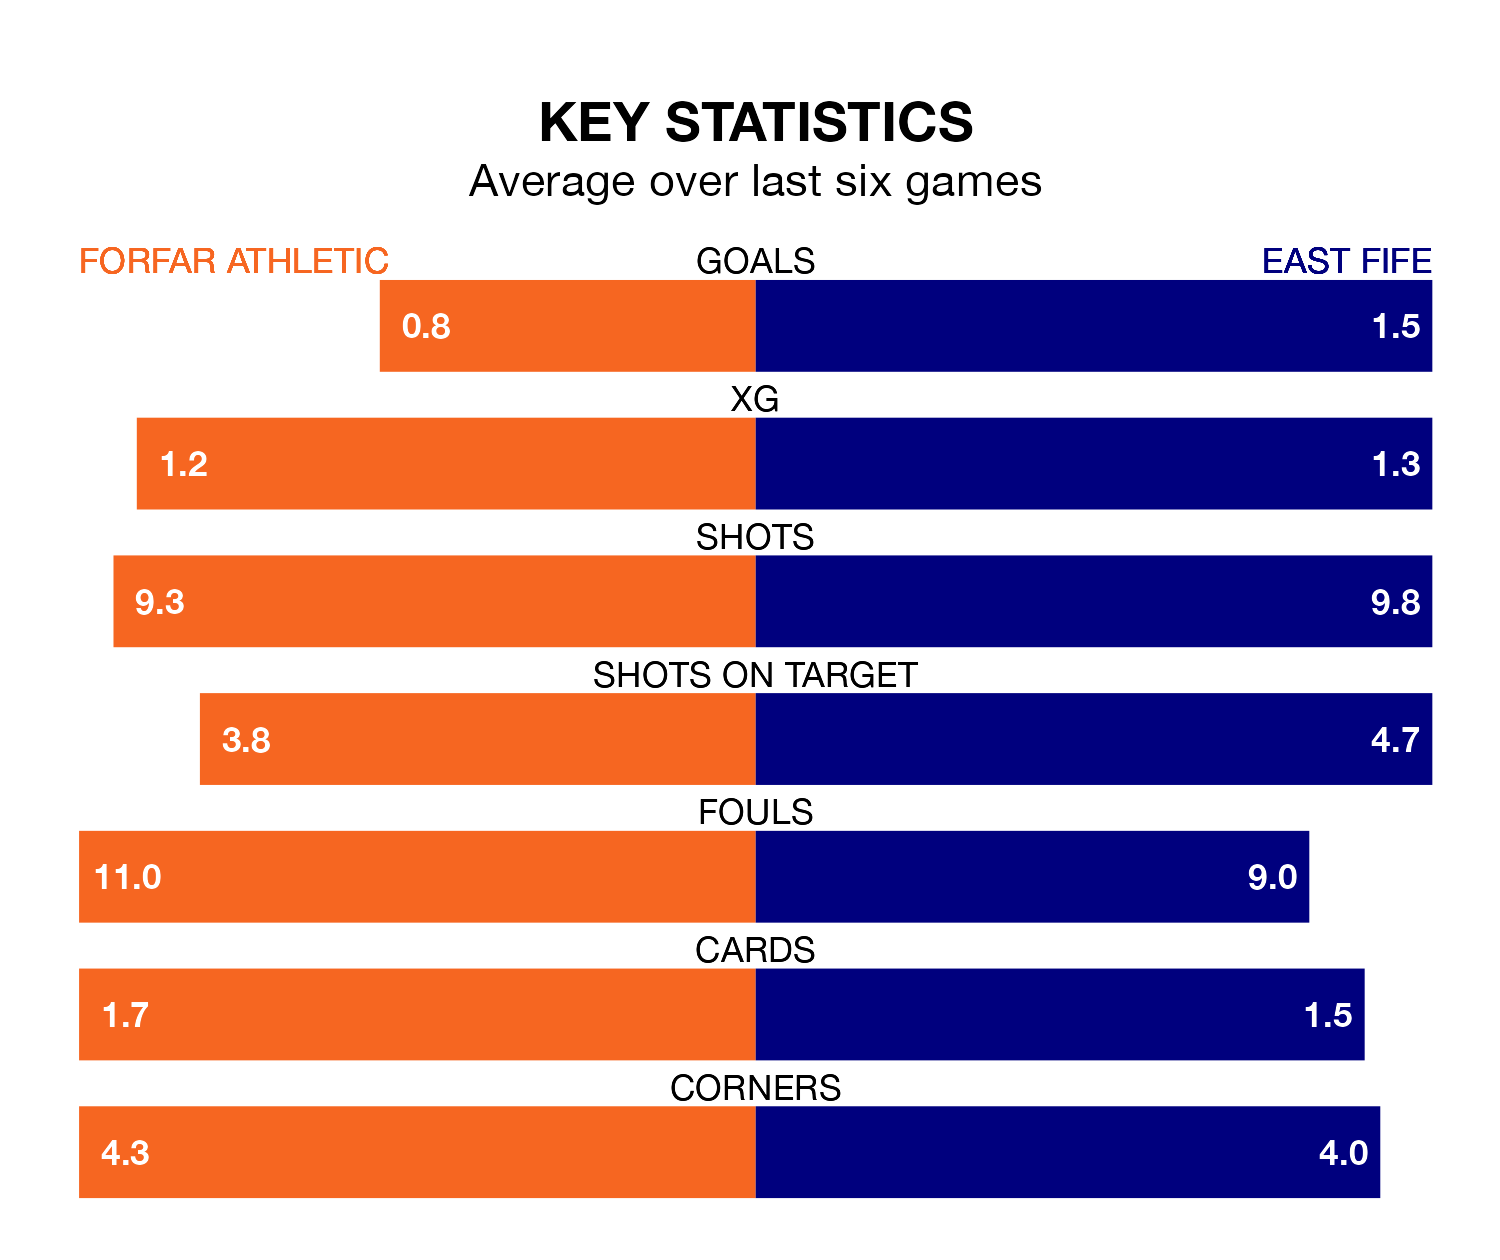 KEY STATISTICS
Average over last six games
FORFAR ATHLETIC GOALS EAST FIFE
0.8 1.5
XG
1.2 1.3
SHOTS
9.3 9.8
SHOTS ON TARGET
3.8 4.7
FOULS
11.0 9.0
CARDS
1.7 1.5
CORNERS
4.3 4.0